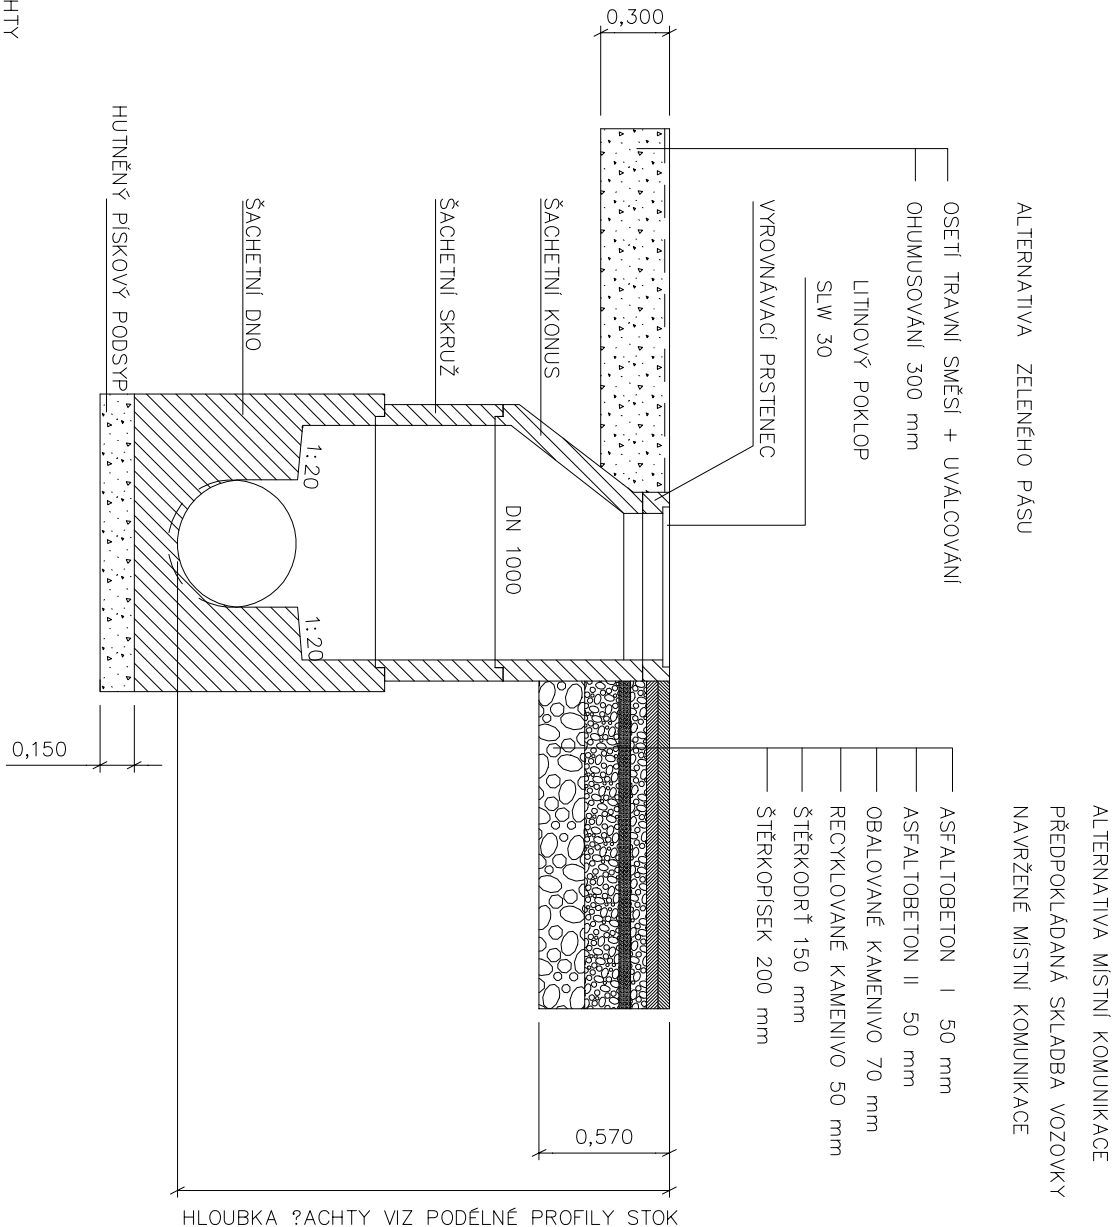 HTY
0,300
ALTERNATIVA ZELENÉHO PÁSU
OSETÍ TRAVNÍ SMĚSÍ + UVÁLCOVÁNÍ
OHUMUSOVÁNÍ 300 mm
LITINOVÝ POKLOP
SLW 30
VYROVNÁVACÍ PRSTENEC
ŠACHETNÍ KONUS
ŠACHETNÍ SKRUŽ
ŠACHETNÍ DNO
HUTNĚNÝ PÍSKOVÝ PODSYP
1:20
DN 1000
1:20
0,150
ALTERNATIVA MÍSTNÍ KOMUNIKACE
PŘEDPOKLÁDANÁ SKLADBA VOZOVKY
NAVRŽENÉ MÍSTNÍ KOMUNIKACE
ASFALTOBETON I 50 mm
ASFALTOBETON II 50 mm
OBALOVANÉ KAMENIVO 70 mm
RECYKLOVANÉ KAMENIVO 50 mm
ŠTĚRKODRŤ 150 mm
ŠTĚRKOPÍSEK 200 mm
0,570
HLOUBKA ?ACHTY VIZ PODÉLNÉ PROFILY STOK